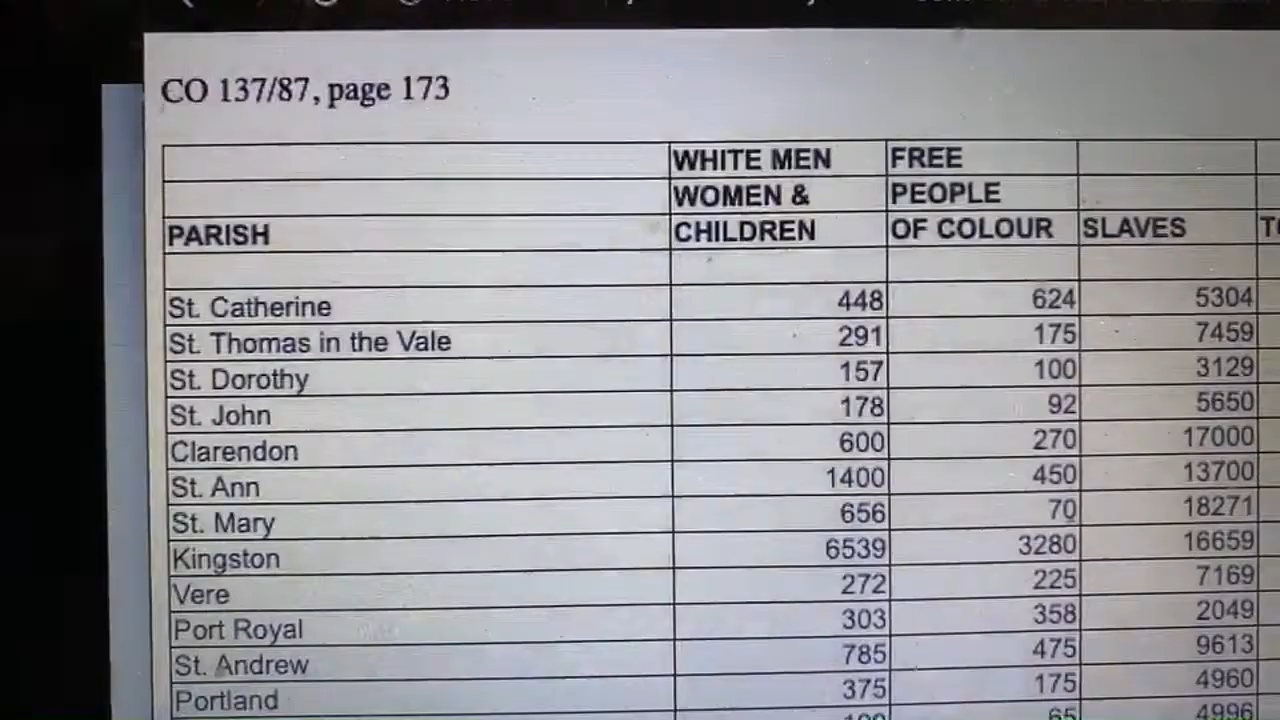 CO 137/87, page 173
WHITE MEN FREE
WOMEN & PEOPLE
PARISH CHILDREN OF COLOUR SLAVES
St. Catherine 448 624 5304
St. Thomas in the Vale 291 175 7459
St. Dorothy 157 100 3129
St. John 178 92 5650
Clarendon 600 270 17000
St. Ann 1400 450 13700
St. Mary 656 70 18271
Kingston 6539 3280 16659
Vere 272 225 7169
Port Royal 303 358 2049
St. Andrew 785 475 9613
Portland 375 175 4960
65 4996